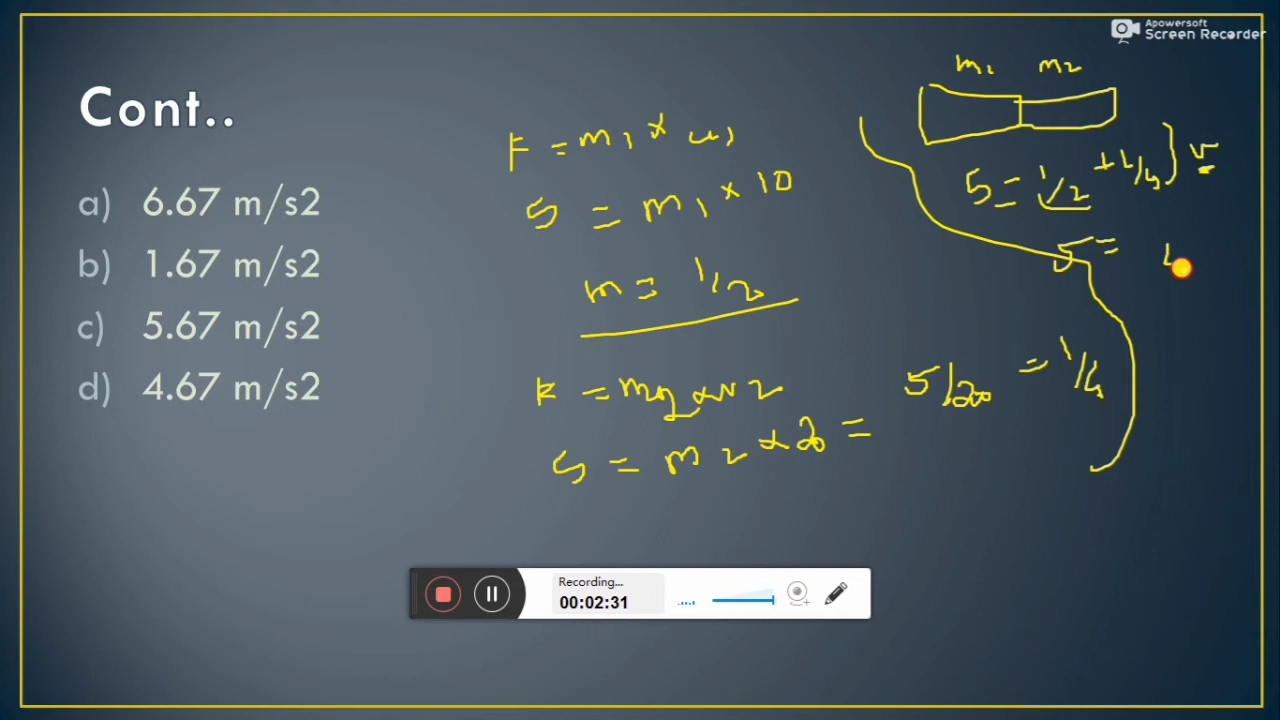 Apowersoft
Screen Recorder
Cont..
a) 6.67 m/s2
b) 1.67 m/s2
c) 5.67 m/s2
d) 4.67 m/s2
F = m1 ×
5 = m1 × 10
m = 1/2
F = m2
5 = m2 × 20 =
5/20 = 1/4
m1 m2
5 = 1/2 + 1/4
5 =
Recording...
00:02:31